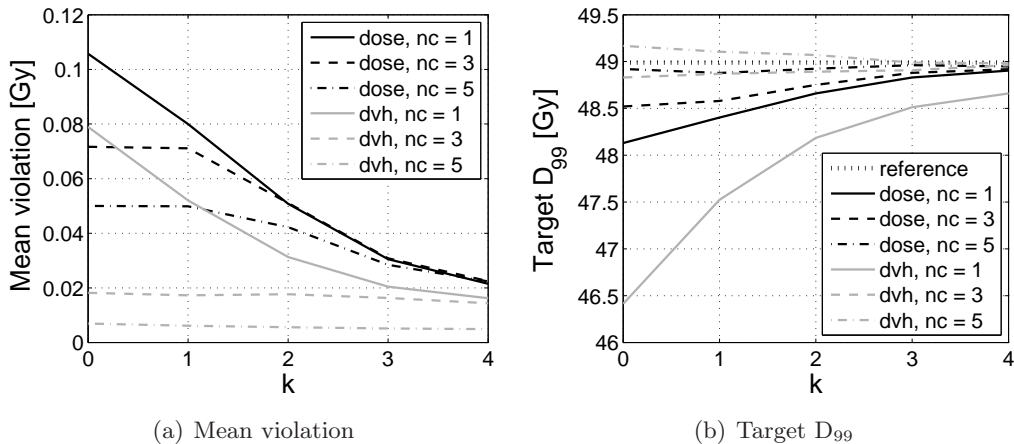 0.12
0.1
0.08
0.06
0.04
0.02
0
Mean violation [Gy]
dose, nc = 1
dose, nc = 3
dose, nc = 5
dvh, nc = 1
dvh, nc = 3
dvh, nc = 5
0 1 2 3 4
k
(a) Mean violation
49.5
49
48.5
48
47.5
47
46.5
46
Target D99 [Gy]
reference
dose, nc = 1
dose, nc = 3
dose, nc = 5
dvh, nc = 1
dvh, nc = 3
dvh, nc = 5
0 1 2 3 4
k
(b) Target D99